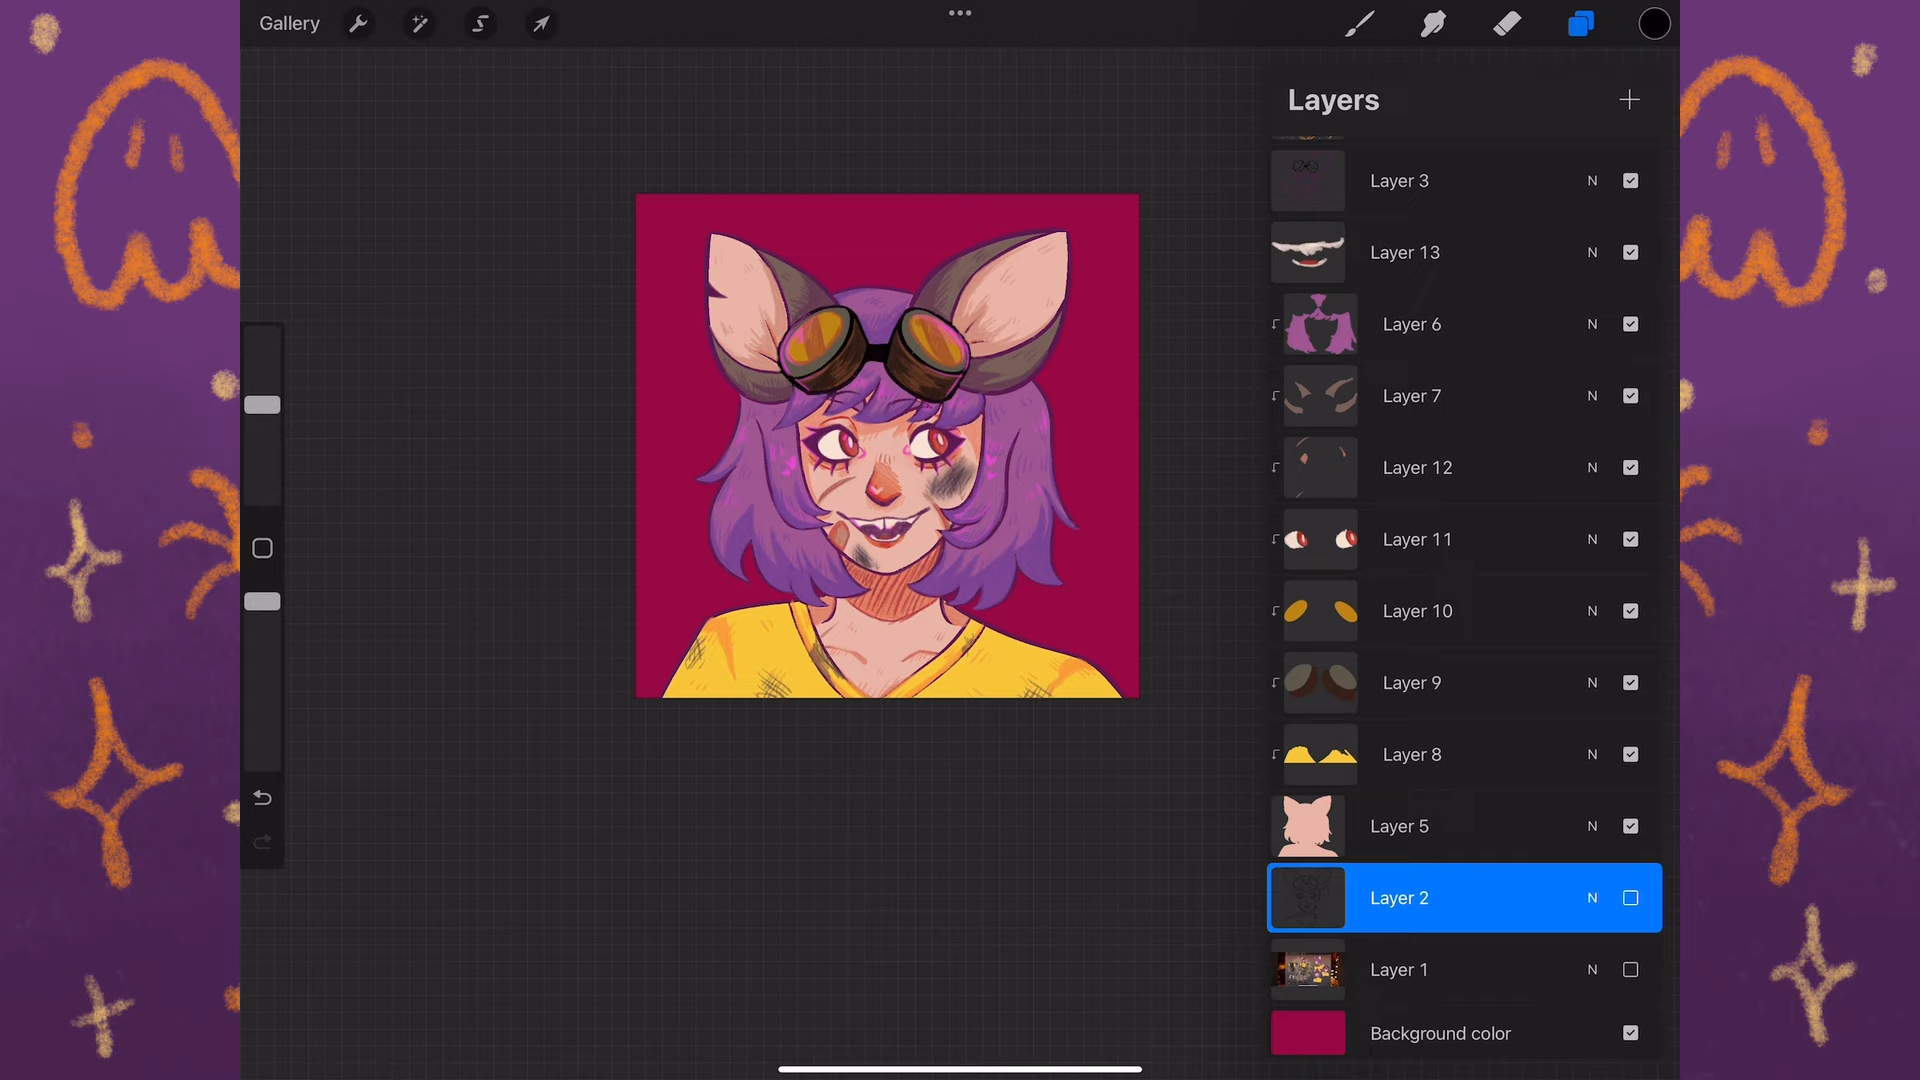 Gallery
Layers
Layer 3 N
Layer 13 N
Layer 6 N
Layer 7 N
Layer 12 N
Layer 11 N
Layer 10 N
Layer 9 N
Layer 8 N
Layer 5 N
Layer 2 N
Layer 1 N
Background color